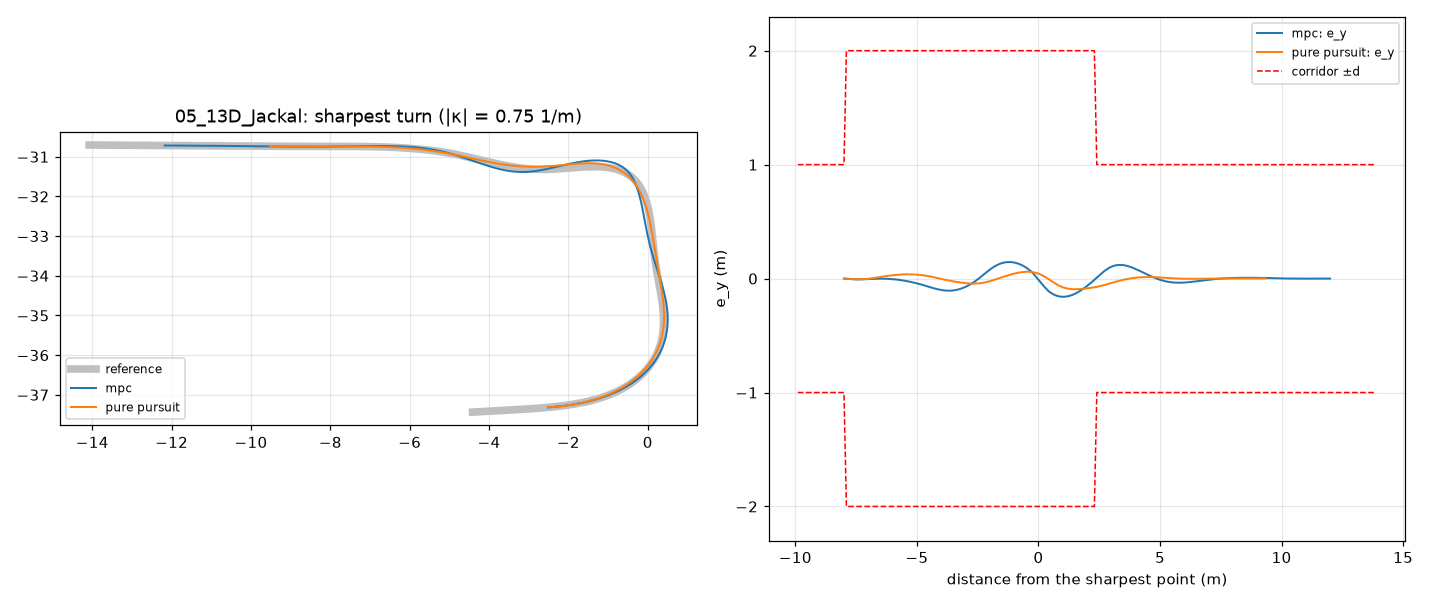 05_13D_Jackal: sharpest turn (|κ| = 0.75 1/m)
−31
−32
−33
−34
−35
−36
−37
reference
mpc
pure pursuit
−14
−12
−10
−8
−6
−4
−2
0
mpc: e_y
pure pursuit: e_y
corridor ±d
2
1
0
−1
−2
e_y (m)
−10
−5
0
5
10
15
distance from the sharpest point (m)